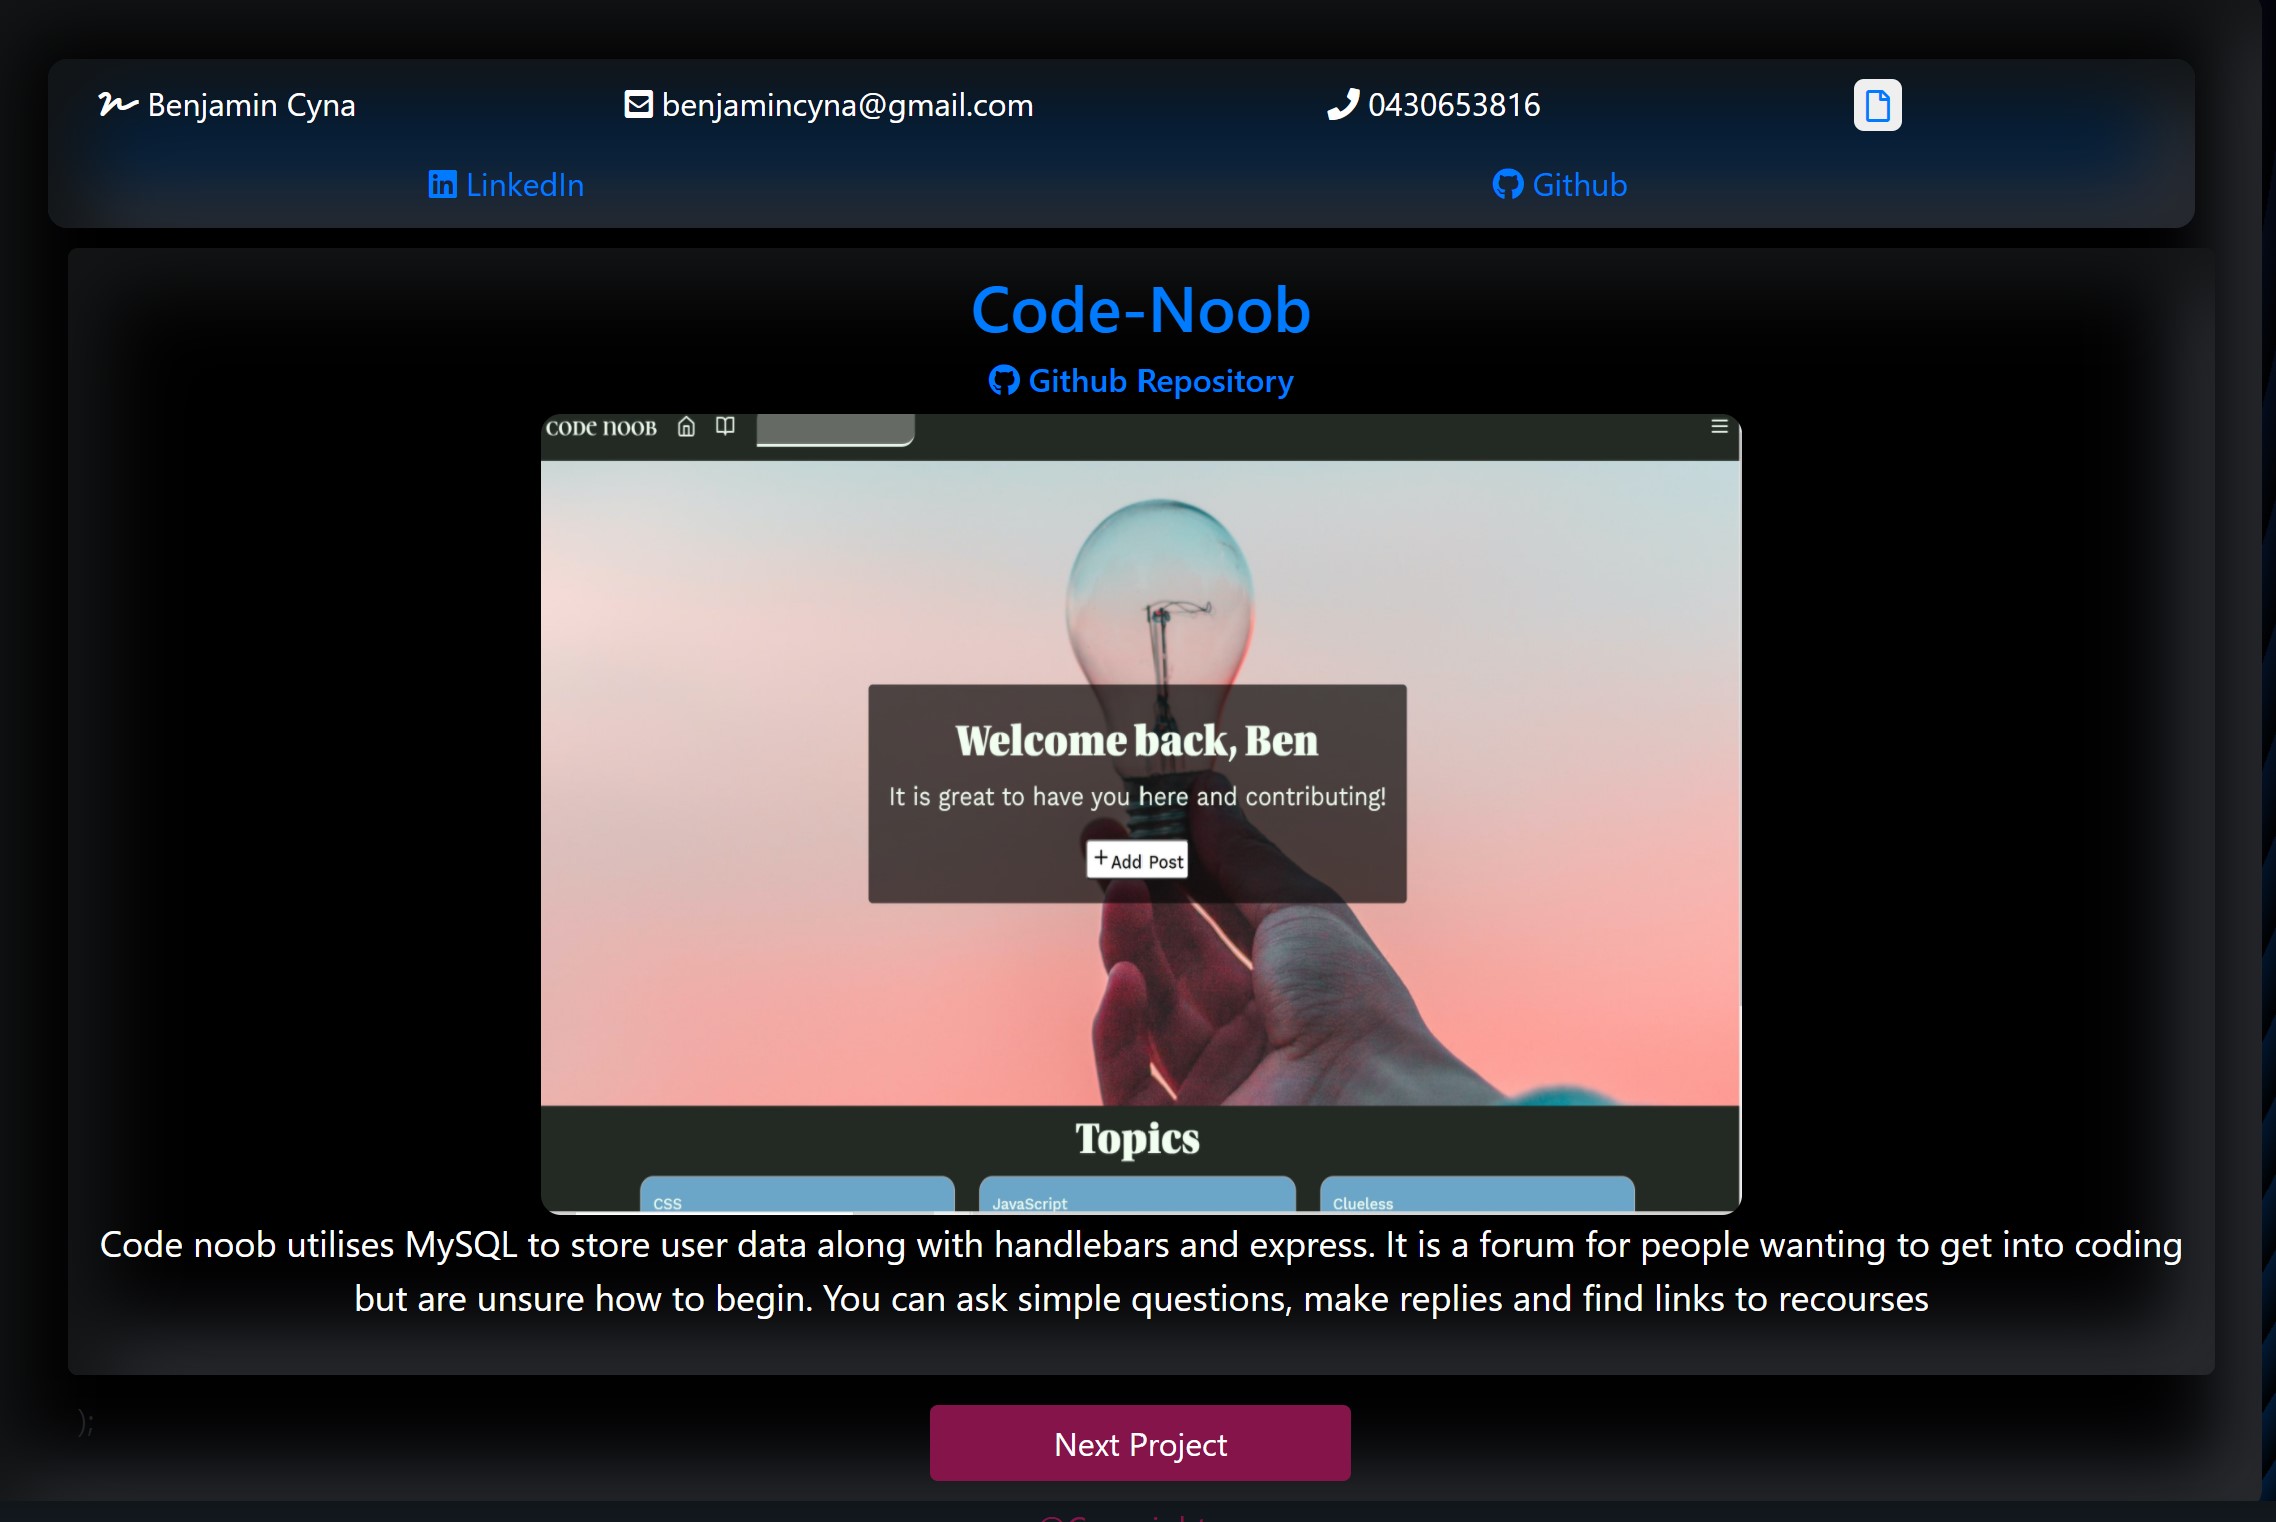 Benjamin Cyna
benjamincyna@gmail.com
0430653816
LinkedIn
Github
Code-Noob
Github Repository
CODE NOOB
Welcome back, Ben
It is great to have you here and contributing!
+ Add Post
Topics
CSS
JavaScript
Clueless
Code noob utilises MySQL to store user data along with handlebars and express. It is a forum for people wanting to get into coding
but are unsure how to begin. You can ask simple questions, make replies and find links to recourses
);
Next Project